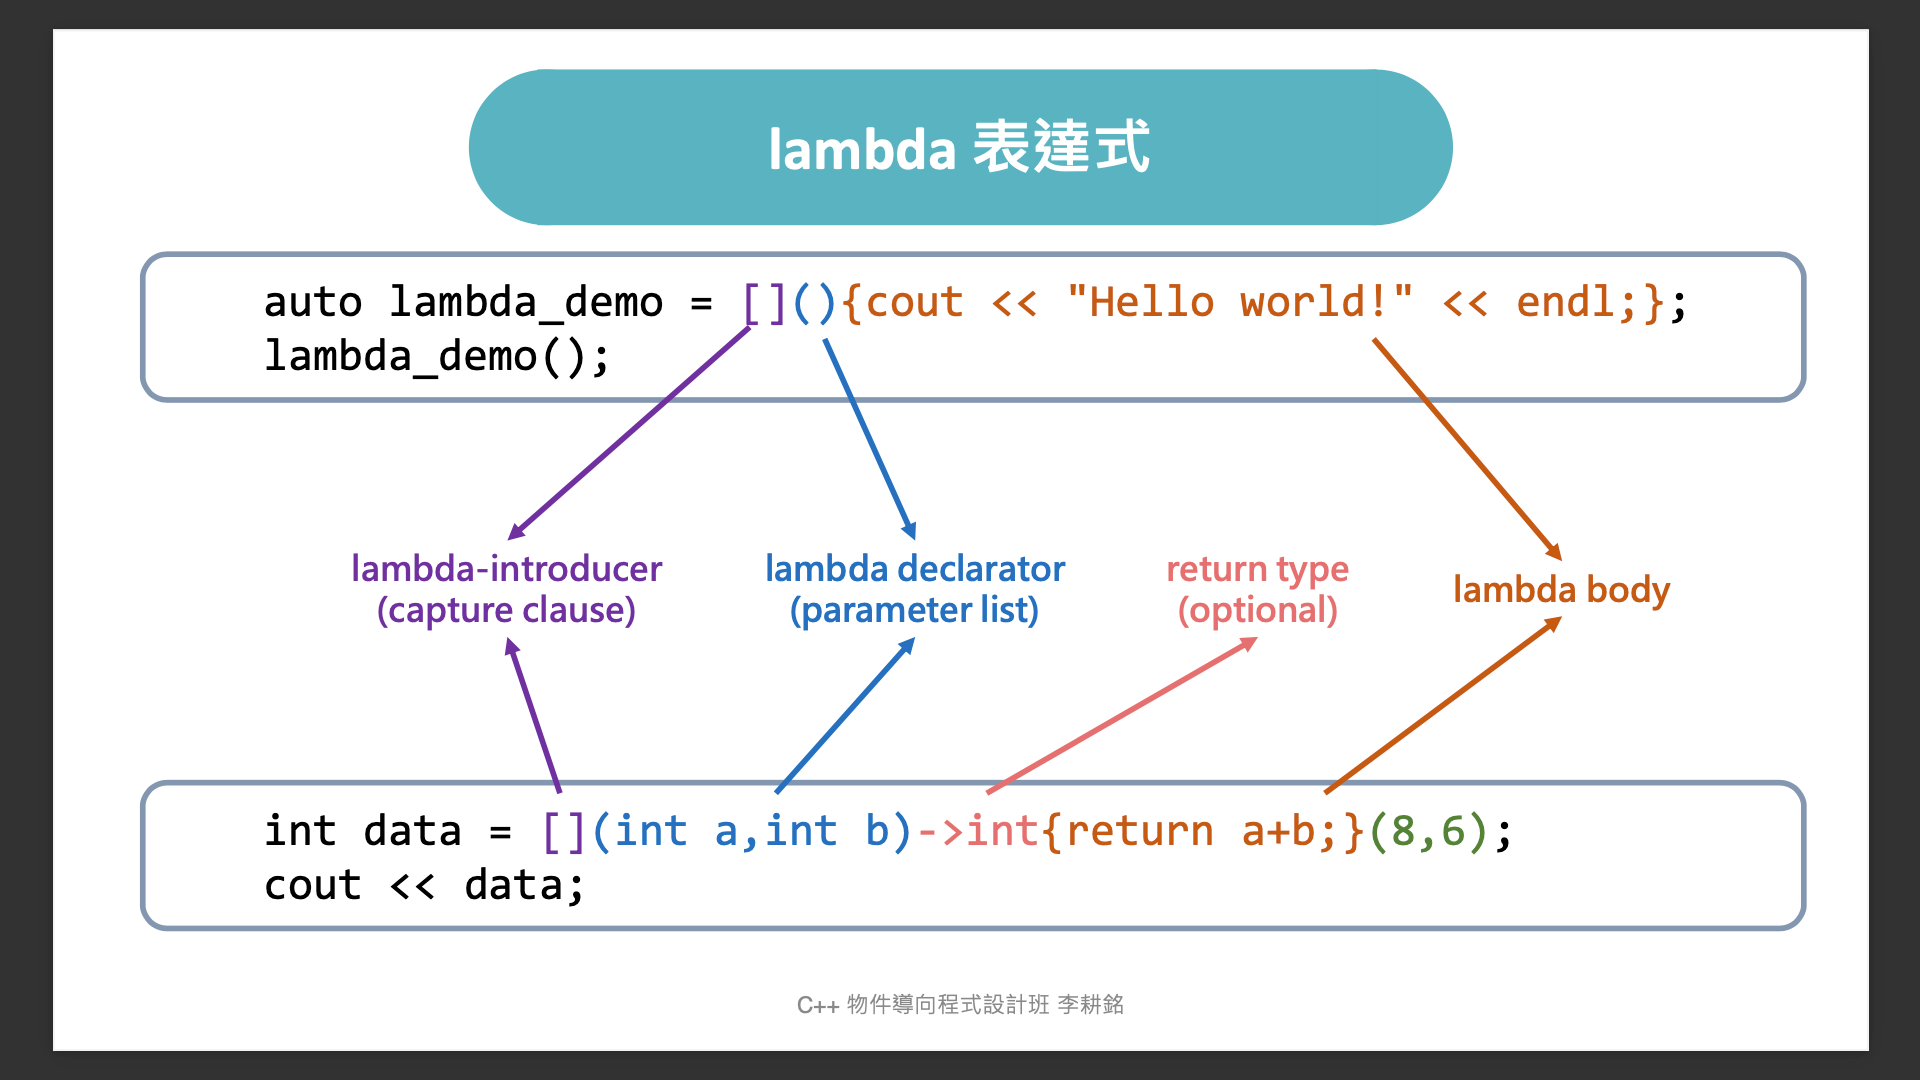 lambda 表達式
auto lambda_demo = [](){cout << "Hello world!" << endl;};
lambda_demo();
lambda-introducer
(capture clause)
lambda declarator
(parameter list)
return type
(optional)
lambda body
int data = [](int a,int b)->int{return a+b;}(8,6);
cout << data;
C++ 物件導向程式設計班 李耕銘